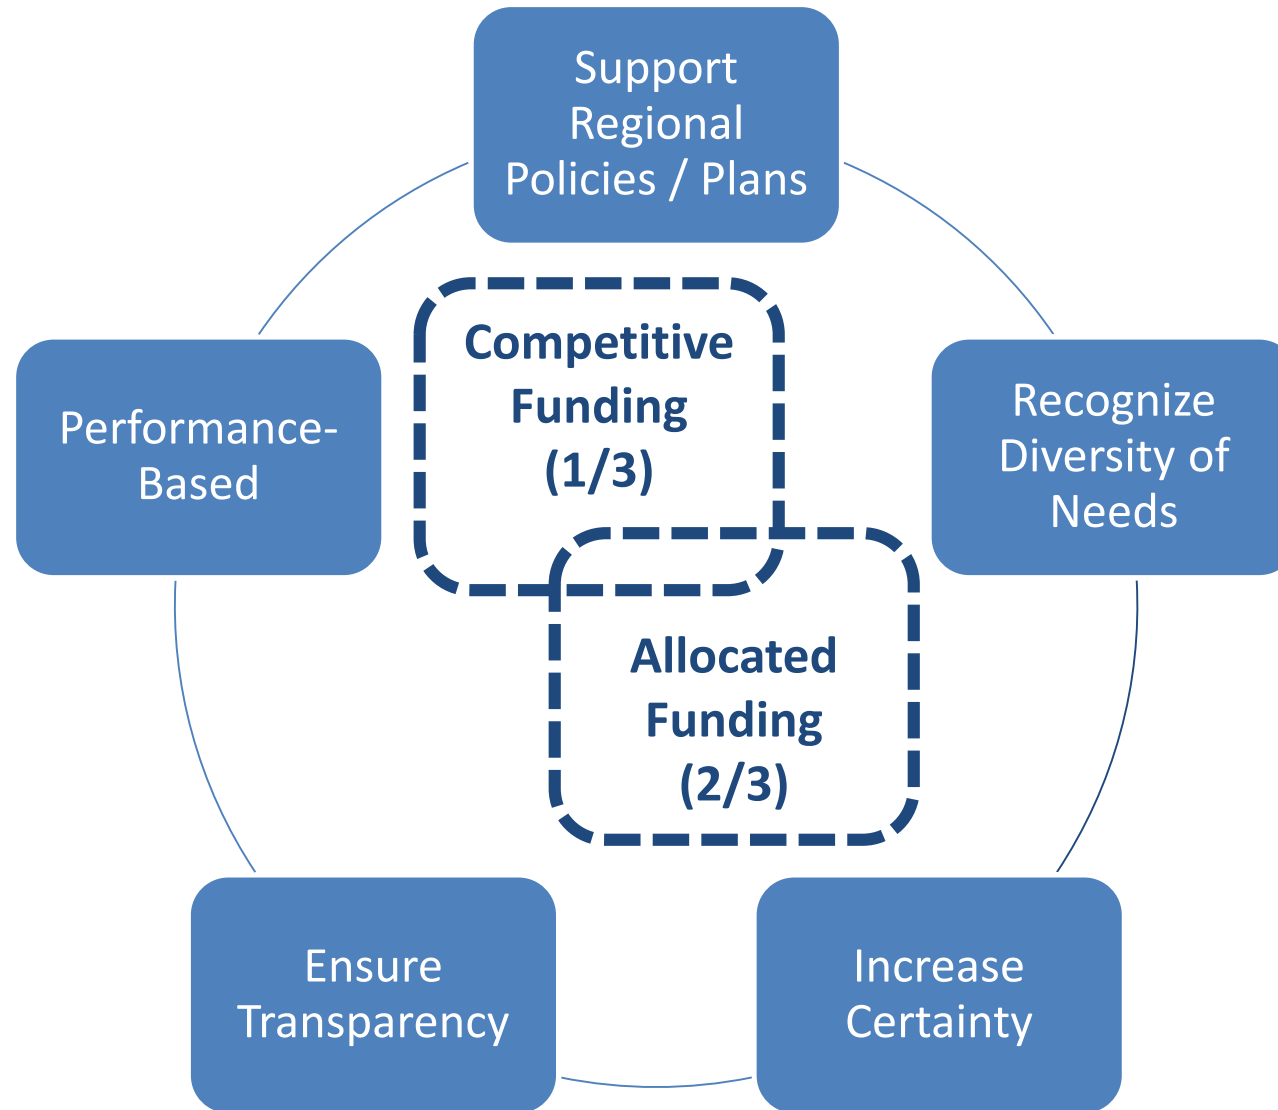 Support
Regional
Policies / Plans
Competitive
Funding
(1/3)
Performance-
Based
Recognize
Diversity of
Needs
Allocated
Funding
(2/3)
Ensure
Transparency
Increase
Certainty